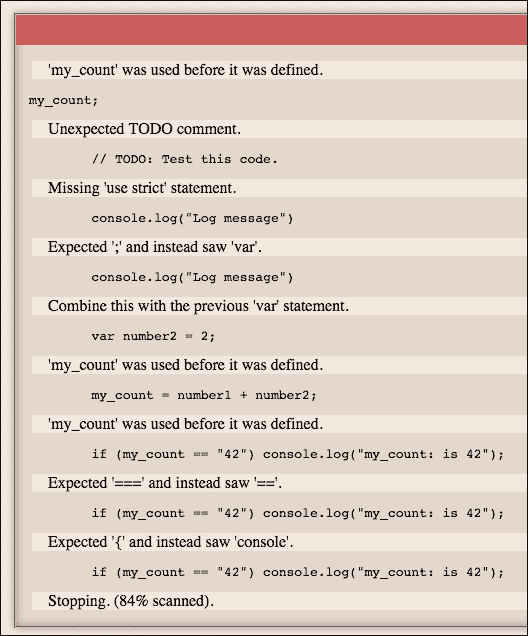 'my_count' was used before it was defined.
my_count;
Unexpected TODO comment.
// TODO: Test this code.
Missing 'use strict' statement.
console.log("Log message")
Expected ';' and instead saw 'var'.
console.log("Log message")
Combine this with the previous 'var' statement.
var number2 = 2;
'my_count' was used before it was defined.
my_count = number1 + number2;
'my_count' was used before it was defined.
if (my_count == "42") console.log("my_count: is 42");
Expected '===' and instead saw '=='.
if (my_count == "42") console.log("my_count: is 42");
Expected '{' and instead saw 'console'.
if (my_count == "42") console.log("my_count: is 42");
Stopping. (84% scanned).